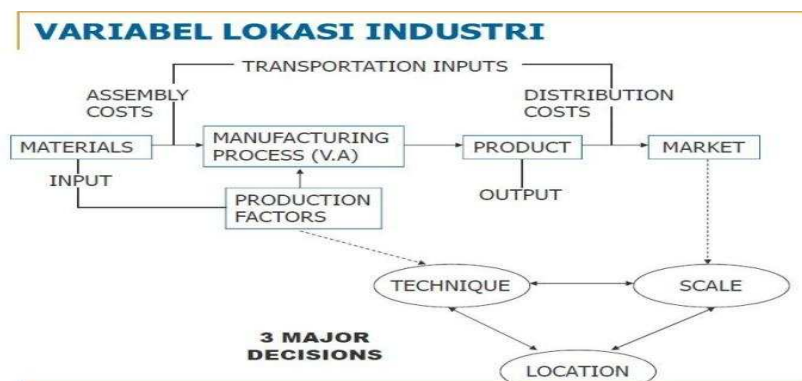 VARIABEL LOKASI INDUSTRI
TRANSPORTATION INPUTS
ASSEMBLY
COSTS
DISTRIBUTION
COSTS
MATERIALS
MANUFACTURING
PROCESS (V.A)
PRODUCT
MARKET
INPUT
PRODUCTION
FACTORS
OUTPUT
TECHNIQUE
SCALE
3 MAJOR
DECISIONS
LOCATION